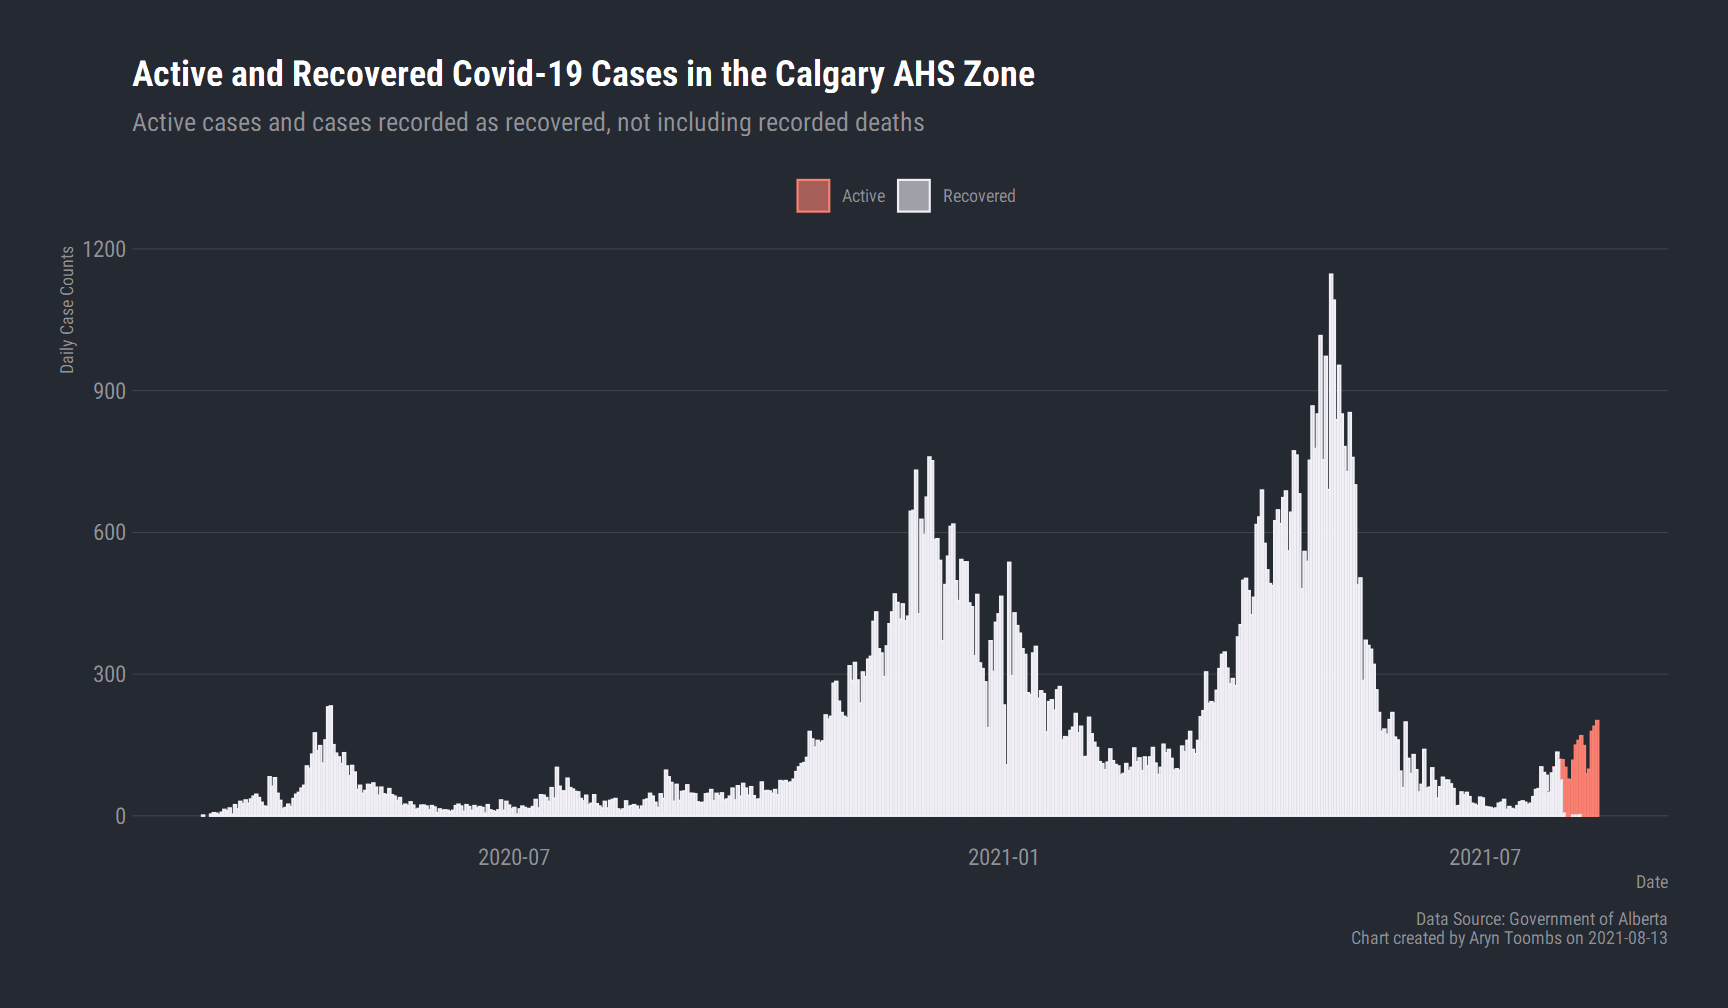 Active and Recovered Covid-19 Cases in the Calgary AHS Zone
Active cases and cases recorded as recovered, not including recorded deaths
Active
Recovered
Daily Case Counts
1200
900
600
300
0
2020-07
2021-01
2021-07
Date
Data Source: Government of Alberta
Chart created by Aryn Toombs on 2021-08-13